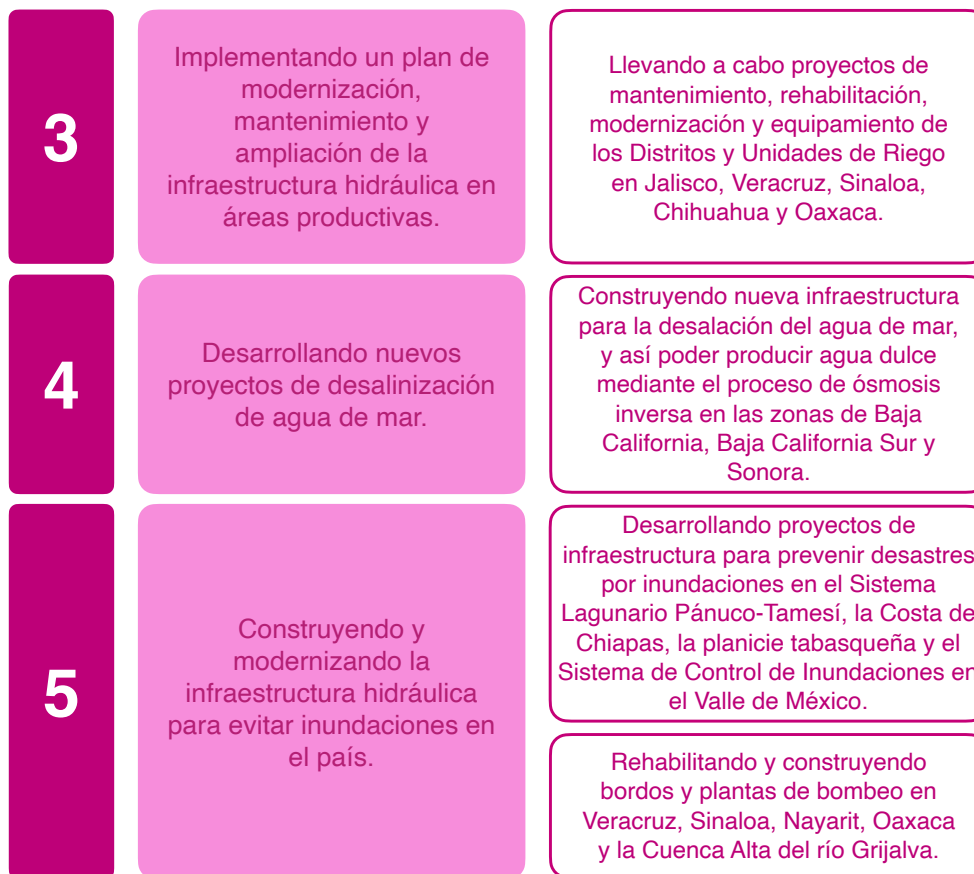 3
Implementando un plan de
modernización,
mantenimiento y
ampliación de la
infraestructura hidráulica en
áreas productivas.
Llevando a cabo proyectos de
mantenimiento, rehabilitación,
modernización y equipamiento de
los Distritos y Unidades de Riego
en Jalisco, Veracruz, Sinaloa,
Chihuahua y Oaxaca.
4
Desarrollando nuevos
proyectos de desalinización
de agua de mar.
Construyendo nueva infraestructura
para la desalación del agua de mar,
y así poder producir agua dulce
mediante el proceso de ósmosis
inversa en las zonas de Baja
California, Baja California Sur y
Sonora.
5
Construyendo y
modernizando la
infraestructura hidráulica
para evitar inundaciones en
el país.
Desarrollando proyectos de
infraestructura para prevenir desastres
por inundaciones en el Sistema
Lagunario Pánuco-Tamesí, la Costa de
Chiapas, la planicie tabasqueña y el
Sistema de Control de Inundaciones en
el Valle de México.
Rehabilitando y construyendo
bordos y plantas de bombeo en
Veracruz, Sinaloa, Nayarit, Oaxaca
y la Cuenca Alta del río Grijalva.